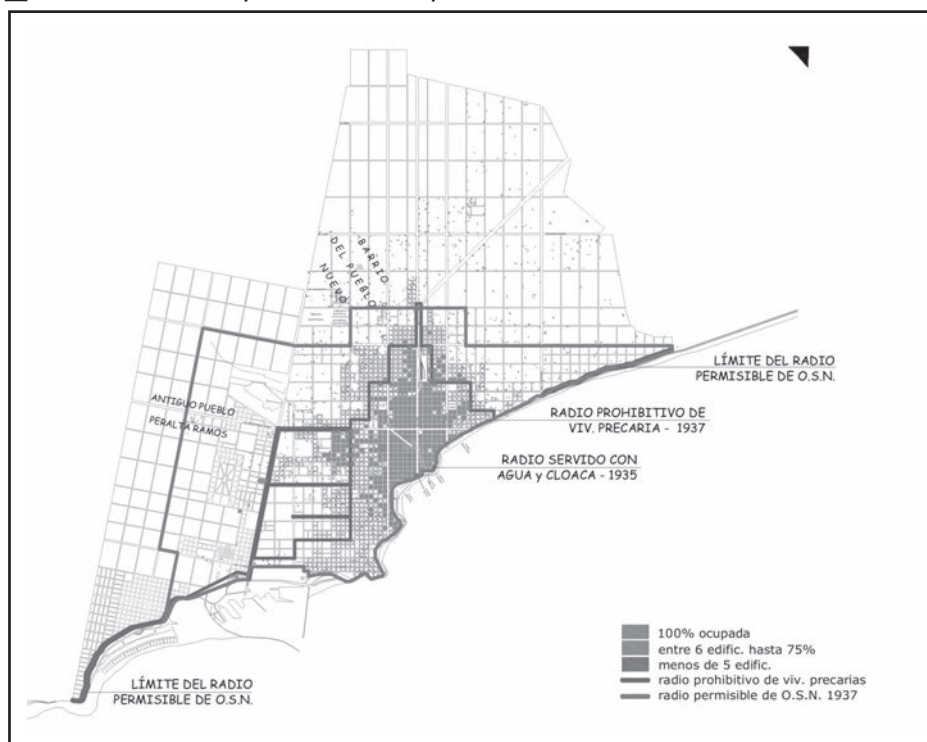 BARRIO
DEL PUEBLO
NUEVO
ANTIGUO PUEBLO
PERALTA RAMOS
LÍMITE DEL RADIO
PERMISIBLE DE O.S.N.
RADIO PROHIBITIVO DE
VIV. PRECARIA - 1937
RADIO SERVIDO CON
AGUA y CLOACA - 1935
LÍMITE DEL RADIO
PERMISIBLE DE O.S.N.
100% ocupada
entre 6 edific. hasta 75%
menos de 5 edific.
radio prohibitivo de viv. precarias
radio permisible de O.S.N. 1937